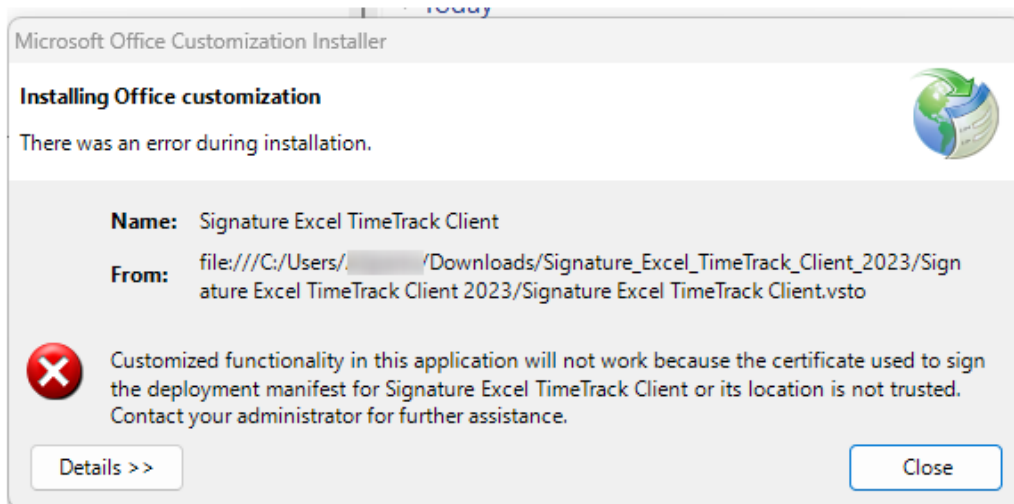 Today
Microsoft Office Customization Installer
Installing Office customization
There was an error during installation.
Name: Signature Excel TimeTrack Client
From: file:///C:/Users/ /Downloads/Signature_Excel_TimeTrack_Client_2023/Sign
ature Excel TimeTrack Client 2023/Signature Excel TimeTrack Client.vsto
Customized functionality in this application will not work because the certificate used to sign
the deployment manifest for Signature Excel TimeTrack Client or its location is not trusted.
Contact your administrator for further assistance.
Details >>
Close